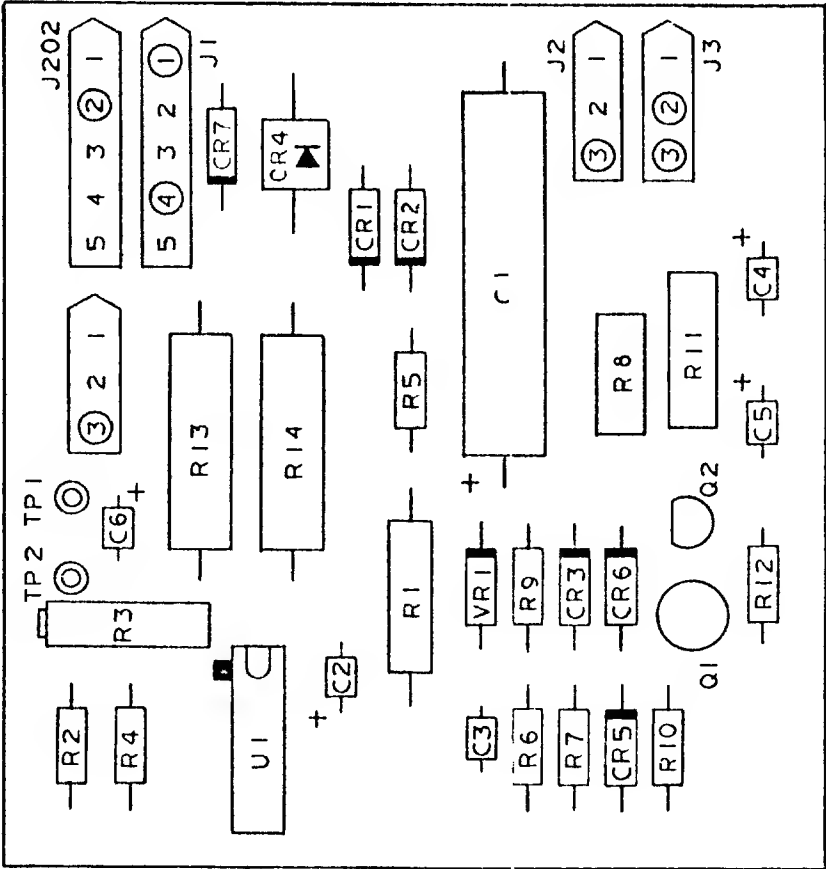 J202
5 4 3 2 1
J1
5 4 3 2 1
CR7
CR4
CR1
CR2
C1
J2
3 2 1
J3
3 2 1
C4
C5
R8
R11
3 2 1
R13
R14
R5
TP1
TP2
C6
+
R3
R1
+
VR1
R9
CR3
CR6
Q2
Q1
R12
+
+
R2
R4
U1
C2
+
C3
R6
R7
CR5
R10